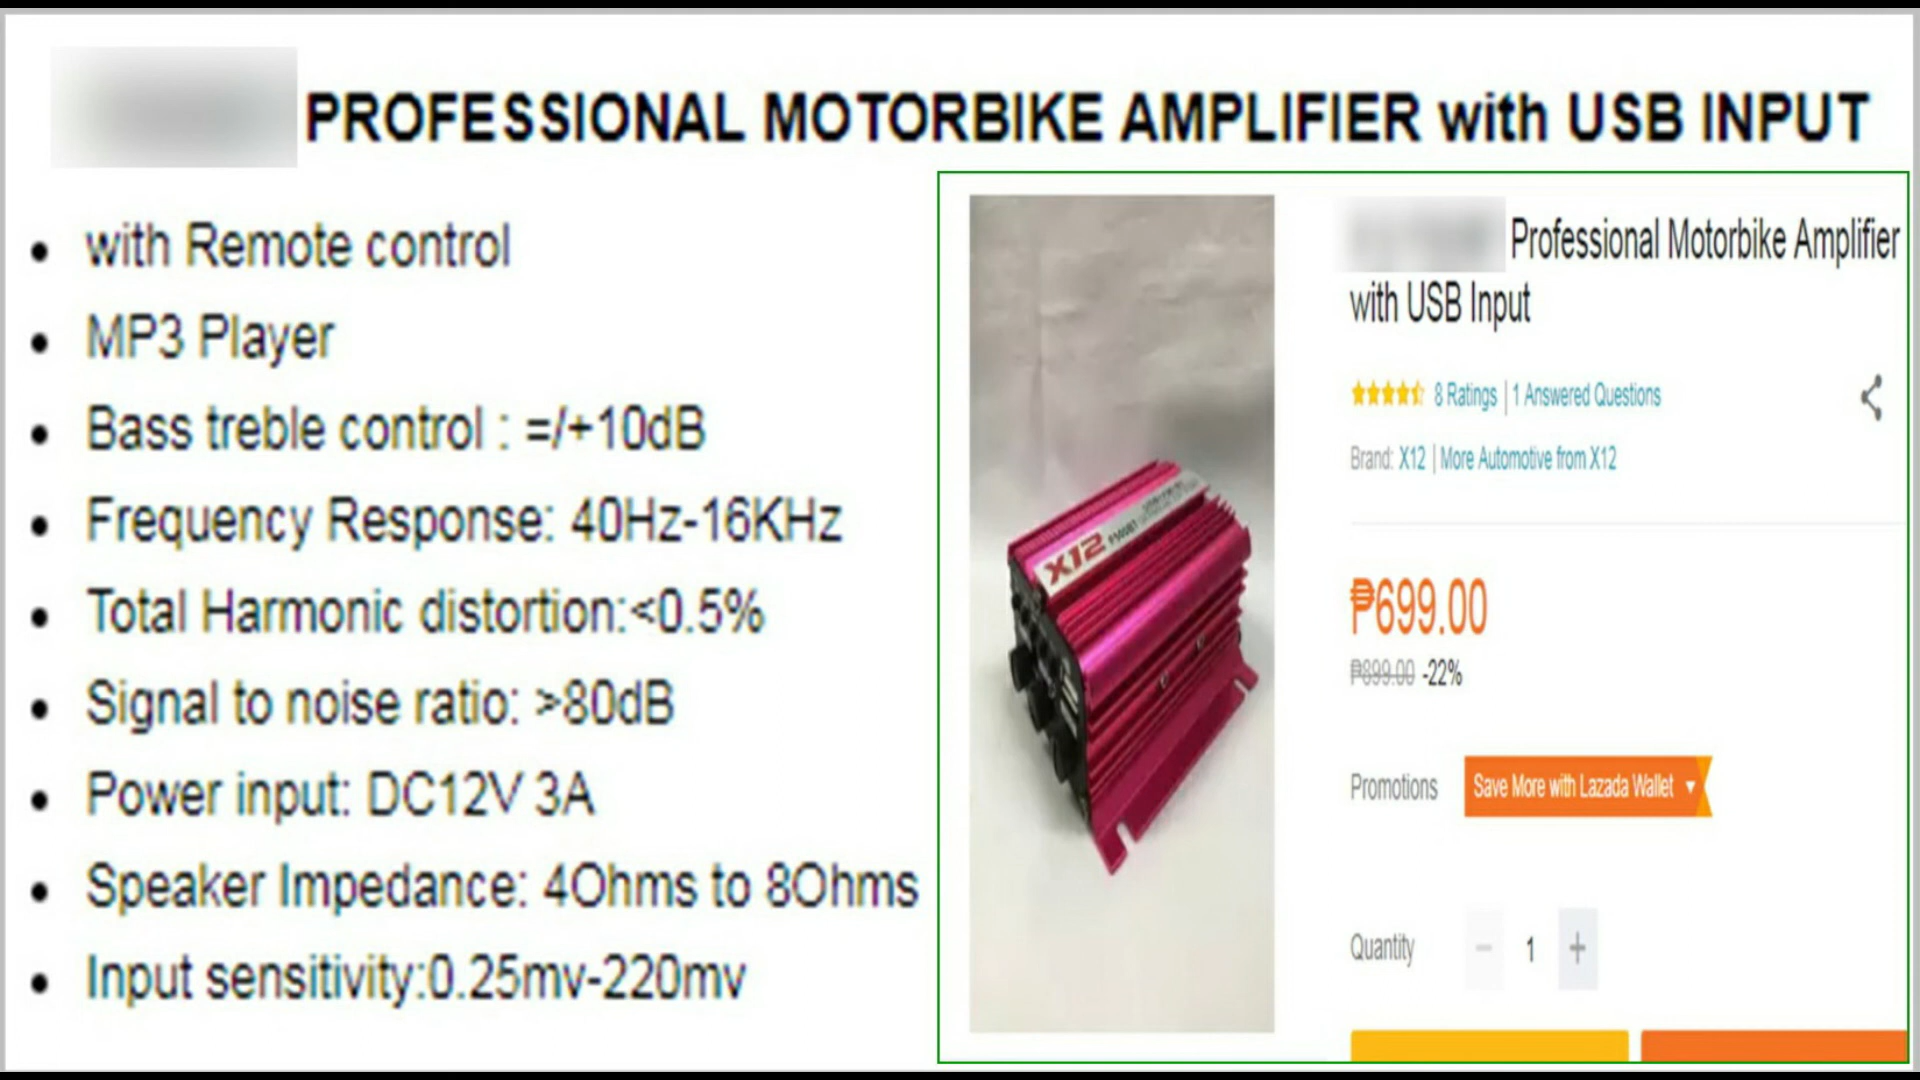 PROFESSIONAL MOTORBIKE AMPLIFIER with USB INPUT
• with Remote control
• MP3 Player
• Bass treble control : =/+10dB
• Frequency Response: 40Hz-16KHz
• Total Harmonic distortion:<0.5%
• Signal to noise ratio: >80dB
• Power input: DC12V 3A
• Speaker Impedance: 4Ohms to 8Ohms
• Input sensitivity:0.25mv-220mv
X12
Professional Motorbike Amplifier
with USB Input
8 Ratings | 1 Answered Questions
Brand: X12 | More Automotive from X12
₱699.00
₱899.00 -22%
Promotions Save More with Lazada Wallet
Quantity − 1 +